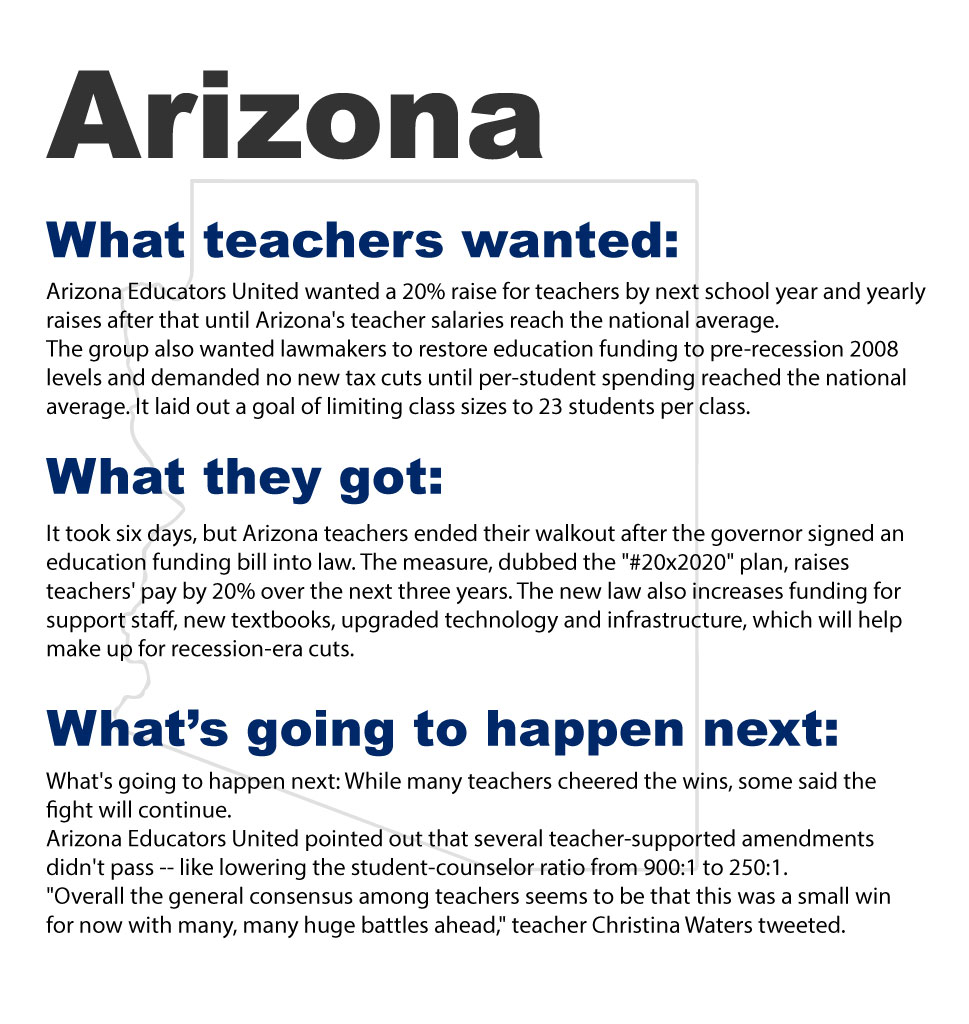 Arizona
What teachers wanted:
Arizona Educators United wanted a 20% raise for teachers by next school year and yearly
raises after that until Arizona's teacher salaries reach the national average.
The group also wanted lawmakers to restore education funding to pre-recession 2008
levels and demanded no new tax cuts until per-student spending reached the national
average. It laid out a goal of limiting class sizes to 23 students per class.
What they got:
It took six days, but Arizona teachers ended their walkout after the governor signed an
education funding bill into law. The measure, dubbed the "#20x2020" plan, raises
teachers' pay by 20% over the next three years. The new law also increases funding for
support staff, new textbooks, upgraded technology and infrastructure, which will help
make up for recession-era cuts.
What’s going to happen next:
What's going to happen next: While many teachers cheered the wins, some said the
fight will continue.
Arizona Educators United pointed out that several teacher-supported amendments
didn't pass -- like lowering the student-counselor ratio from 900:1 to 250:1.
"Overall the general consensus among teachers seems to be that this was a small win
for now with many, many huge battles ahead," teacher Christina Waters tweeted.